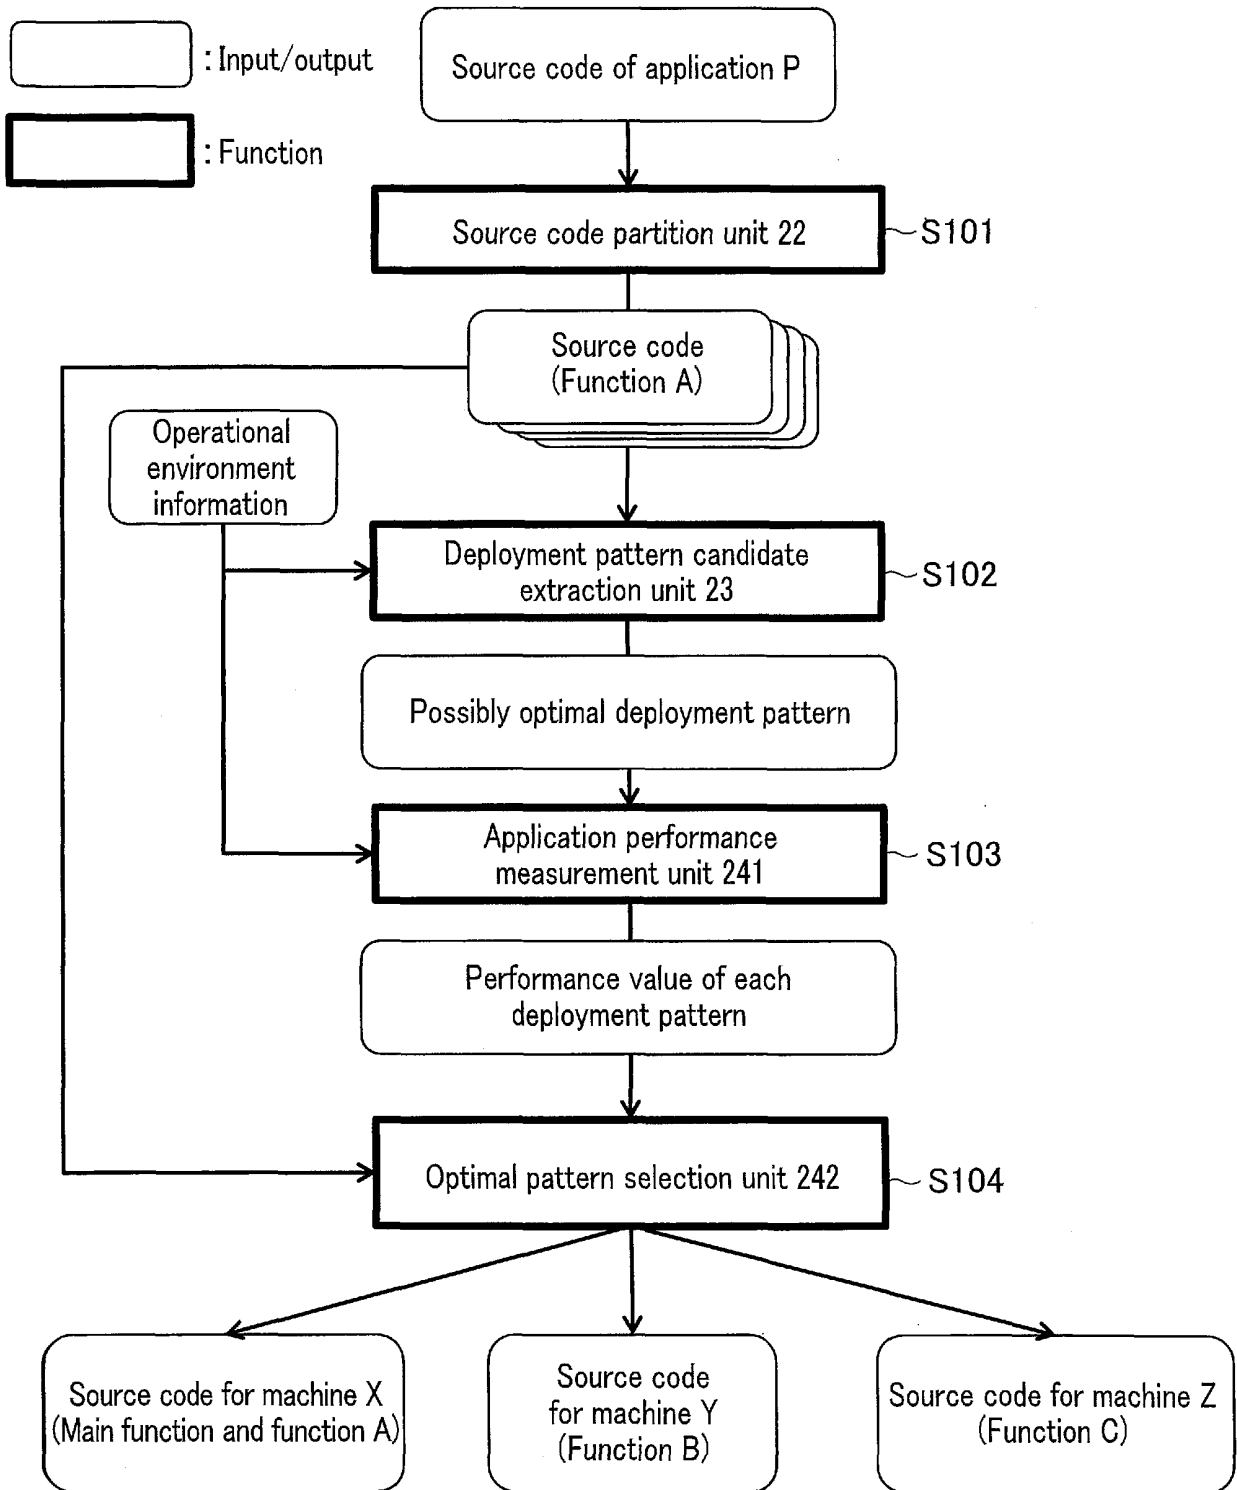 : Input/output
Source code of application P
: Function
Source code partition unit 22
S101
Source code
(Function A)
Operational
environment
information
Deployment pattern candidate
extraction unit 23
S102
Possibly optimal deployment pattern
Application performance
measurement unit 241
S103
Performance value of each
deployment pattern
Optimal pattern selection unit 242
S104
Source code for machine X
(Main function and function A)
Source code
for machine Y
(Function B)
Source code for machine Z
(Function C)